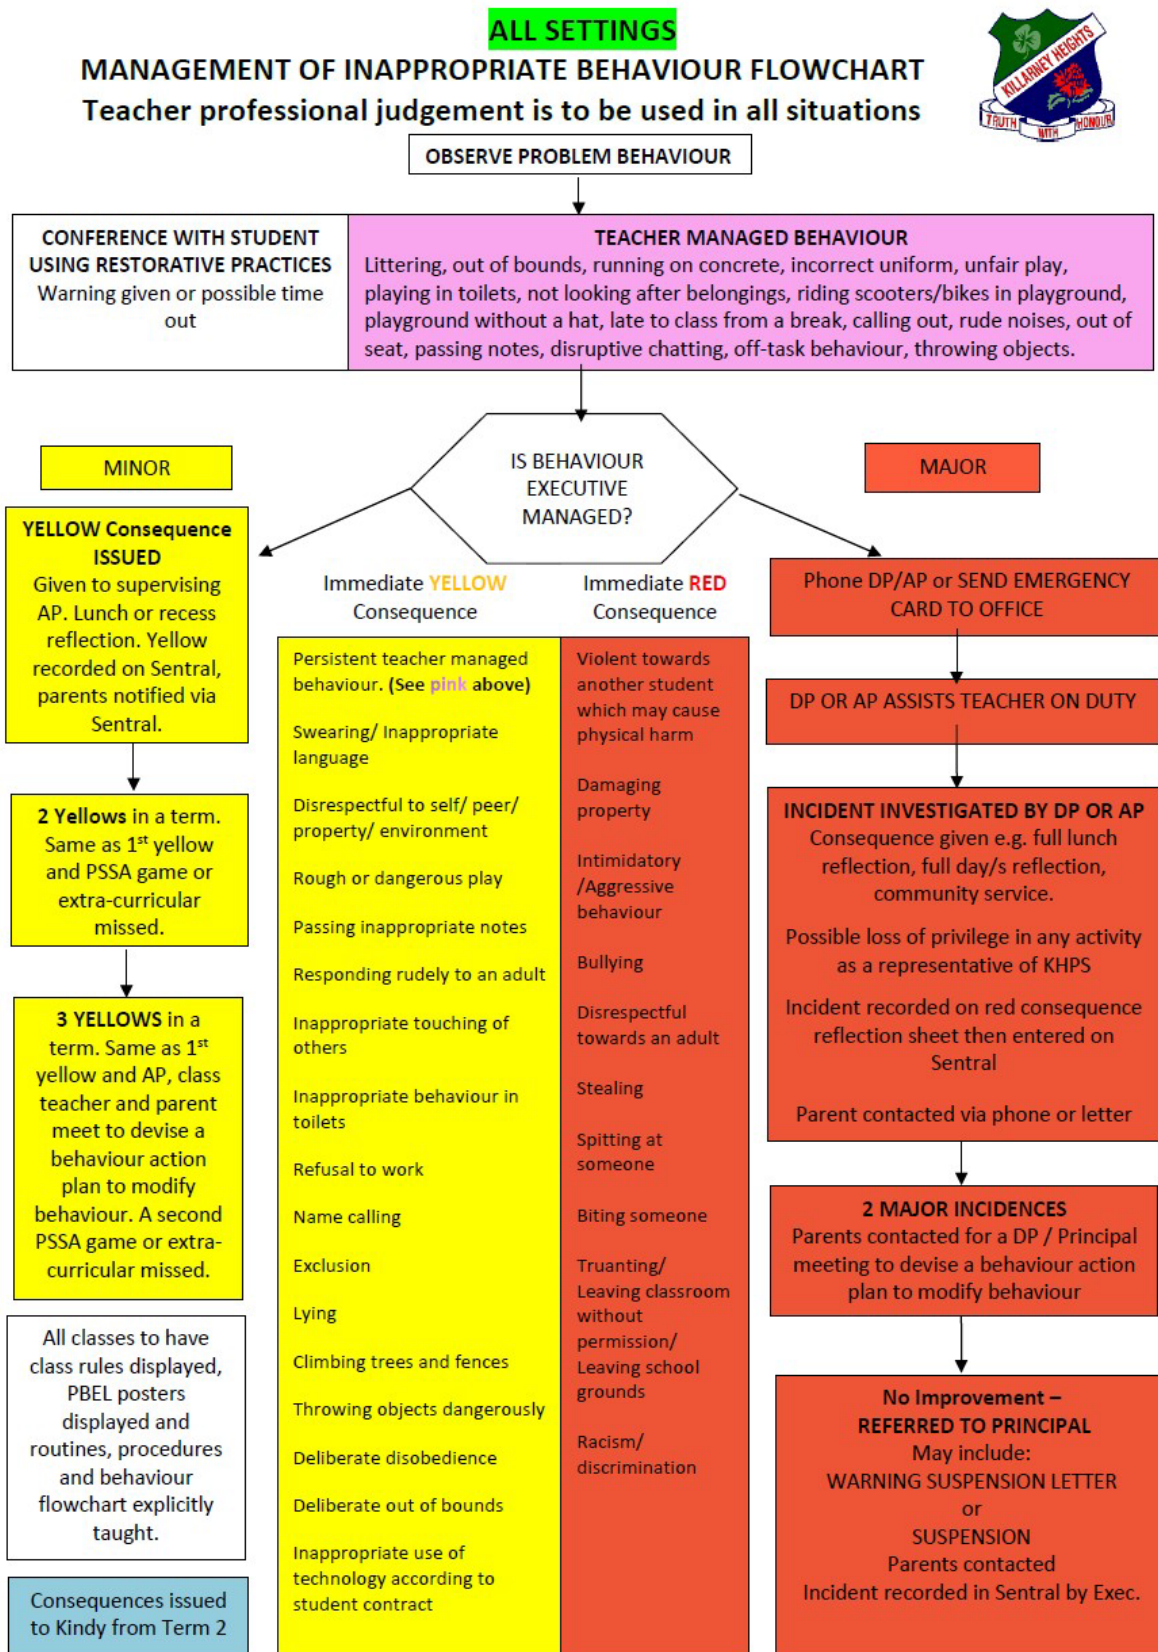 ALL SETTINGS
MANAGEMENT OF INAPPROPRIATE BEHAVIOUR FLOWCHART
Teacher professional judgement is to be used in all situations
KILLARNEY HEIGHTS
TRUTH WITH HONOUR
OBSERVE PROBLEM BEHAVIOUR
CONFERENCE WITH STUDENT
USING RESTORATIVE PRACTICES
Warning given or possible time
out
TEACHER MANAGED BEHAVIOUR
Littering, out of bounds, running on concrete, incorrect uniform, unfair play,
playing in toilets, not looking after belongings, riding scooters/bikes in playground,
playground without a hat, late to class from a break, calling out, rude noises, out of
seat, passing notes, disruptive chatting, off-task behaviour, throwing objects.
IS BEHAVIOUR
EXECUTIVE
MANAGED?
MINOR
YELLOW Consequence
ISSUED
Given to supervising
AP. Lunch or recess
reflection. Yellow
recorded on Sentral,
parents notified via
Sentral.
2 Yellows in a term.
Same as 1st yellow
and PSSA game or
extra-curricular
missed.
3 YELLOWS in a
term. Same as 1st
yellow and AP, class
teacher and parent
meet to devise a
behaviour action
plan to modify
behaviour. A second
PSSA game or extra-
curricular missed.
All classes to have
class rules displayed,
PBEL posters
displayed and
routines, procedures
and behaviour
flowchart explicitly
taught.
Consequences issued
to Kindy from Term 2
Immediate YELLOW
Consequence
Persistent teacher managed
behaviour. (See pink above)
Swearing/ Inappropriate
language
Disrespectful to self/ peer/
property/ environment
Rough or dangerous play
Passing inappropriate notes
Responding rudely to an adult
Inappropriate touching of
others
Inappropriate behaviour in
toilets
Refusal to work
Name calling
Exclusion
Lying
Climbing trees and fences
Throwing objects dangerously
Deliberate disobedience
Deliberate out of bounds
Inappropriate use of
technology according to
student contract
Immediate RED
Consequence
Violent towards
another student
which may cause
physical harm
Damaging
property
Intimidatory
/Aggressive
behaviour
Bullying
Disrespectful
towards an adult
Stealing
Spitting at
someone
Biting someone
Truanting/
Leaving classroom
without
permission/
Leaving school
grounds
Racism/
discrimination
MAJOR
Phone DP/AP or SEND EMERGENCY
CARD TO OFFICE
DP OR AP ASSISTS TEACHER ON DUTY
INCIDENT INVESTIGATED BY DP OR AP
Consequence given e.g. full lunch
reflection, full day/s reflection,
community service.
Possible loss of privilege in any activity
as a representative of KHPS
Incident recorded on red consequence
reflection sheet then entered on
Sentral
Parent contacted via phone or letter
2 MAJOR INCIDENCES
Parents contacted for a DP / Principal
meeting to devise a behaviour action
plan to modify behaviour
No Improvement –
REFERRED TO PRINCIPAL
May include:
WARNING SUSPENSION LETTER
or
SUSPENSION
Parents contacted
Incident recorded in Sentral by Exec.